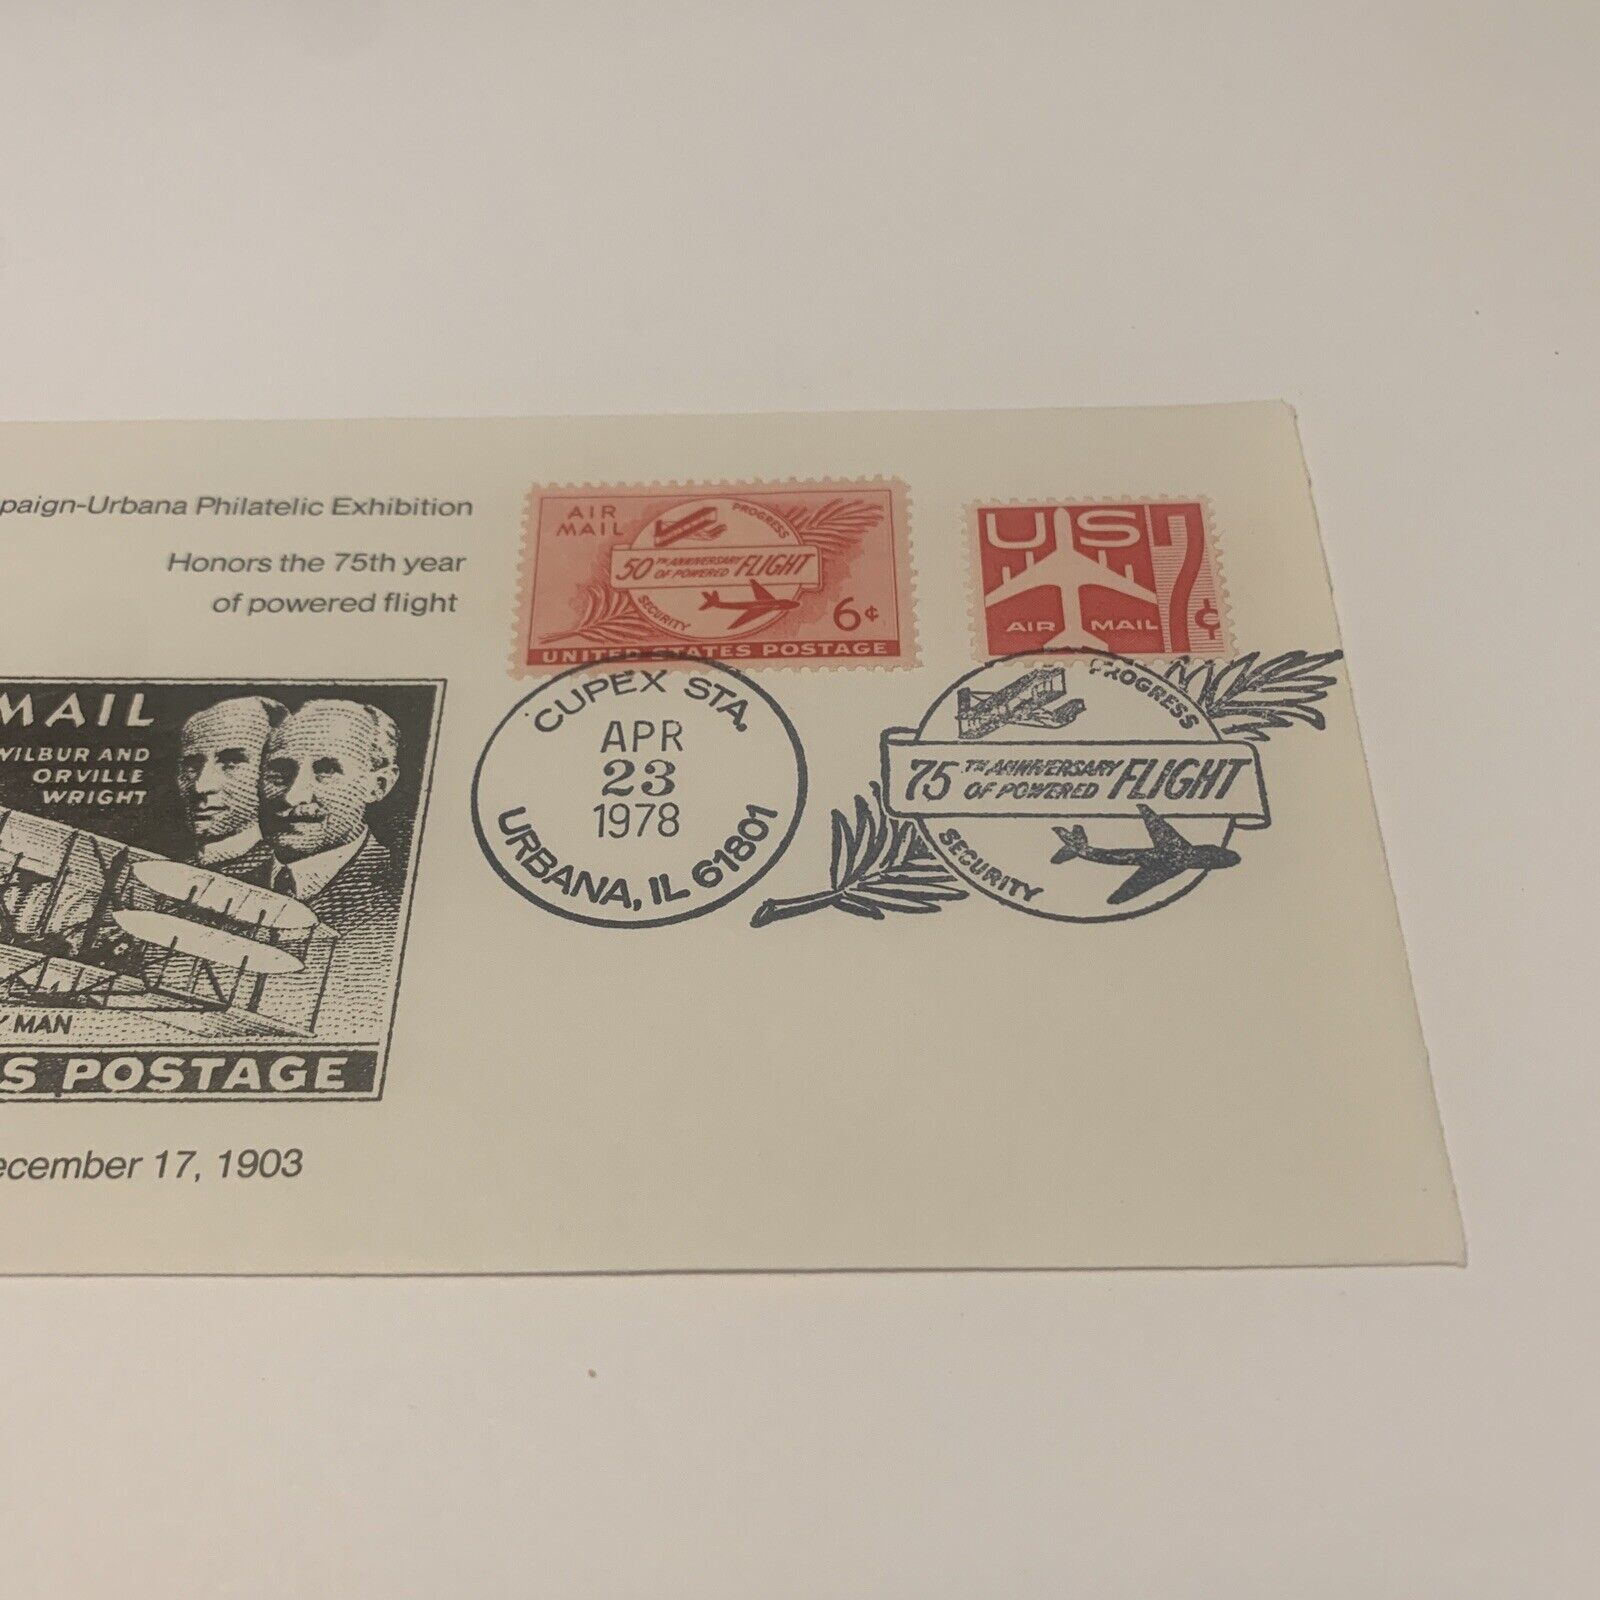 paign-Urbana Philatelic Exhibition
Honors the 75th year
of powered flight
MAIL
WILBUR AND
ORVILLE
WRIGHT
MAN
S POSTAGE
ecember 17, 1903
AIR
MAIL
PROGRESS
50TH ANNIVERSARY
OF POWERED FLIGHT
SECURITY
6¢
UNITED STATES POSTAGE
US 7¢
AIR MAIL
CUPEX STA.
APR
23
1978
URBANA, IL 61801
PROGRESS
75TH ANNIVERSARY
OF POWERED FLIGHT
SECURITY